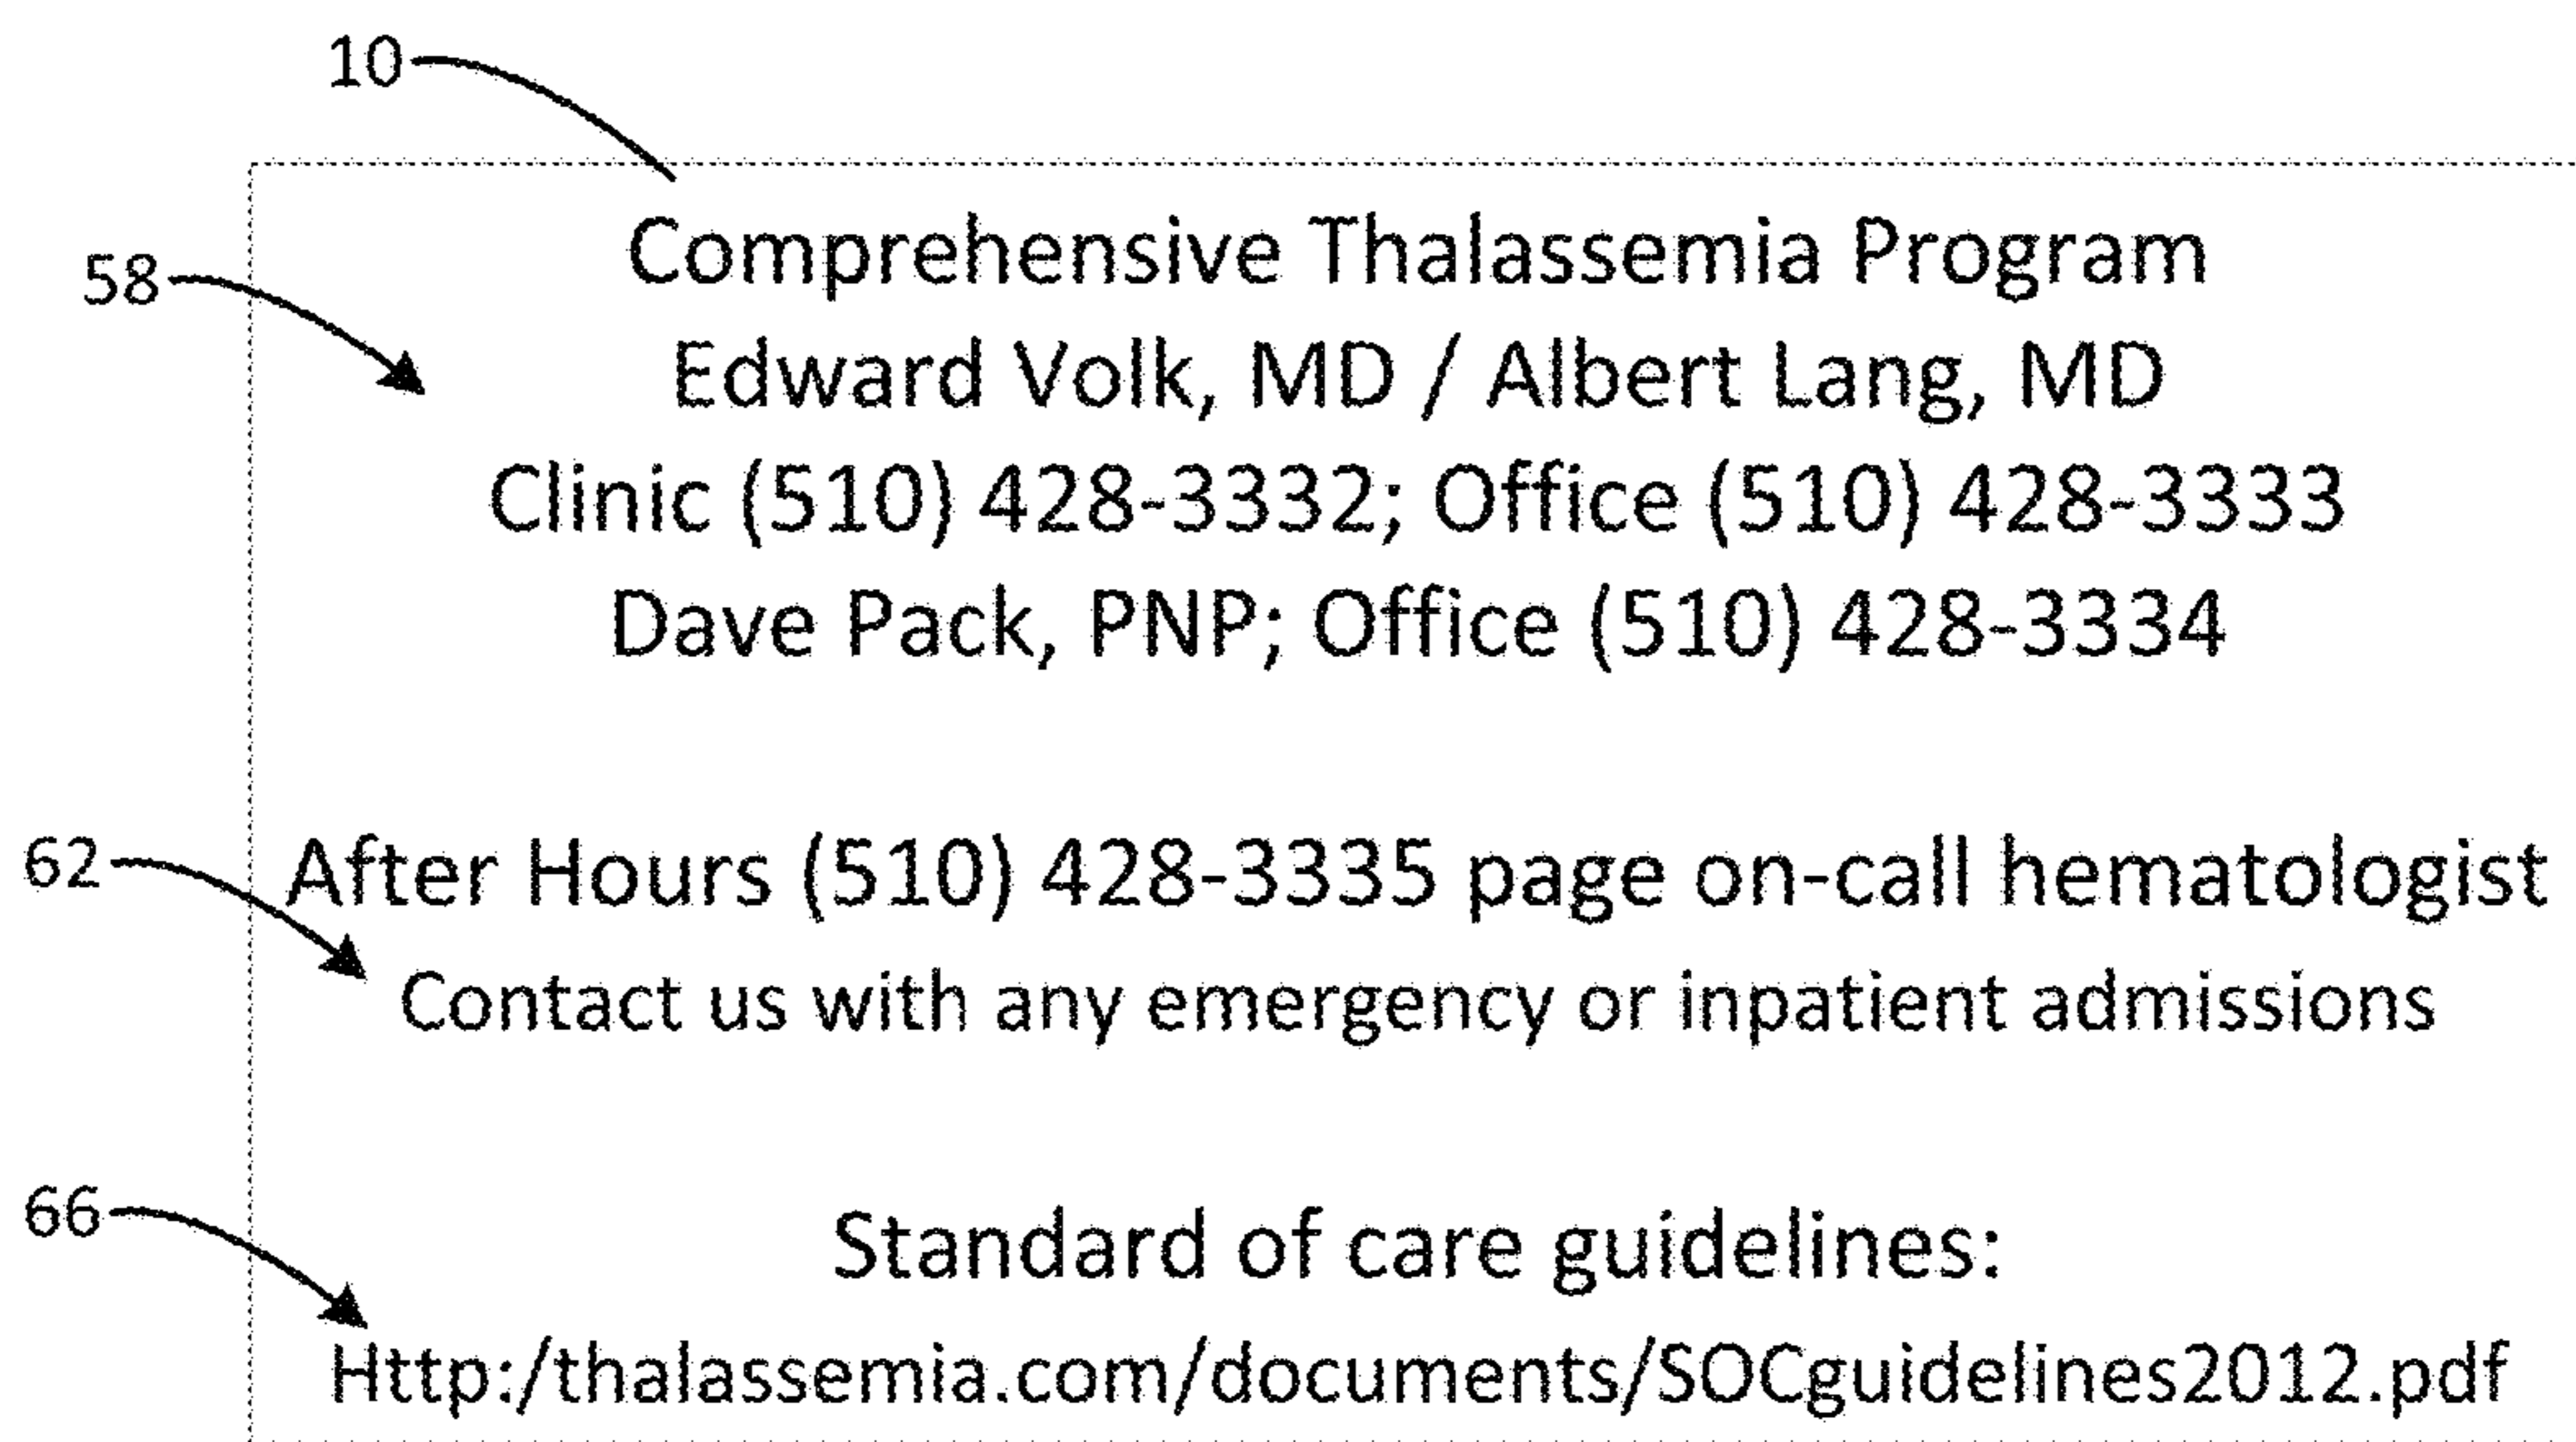 10
Comprehensive Thalassemia Program
58
Edward Volk, MD / Albert Lang, MD
Clinic (510) 428-3332; Office (510) 428-3333
Dave Pack, PNP; Office (510) 428-3334
62
After Hours (510) 428-3335 page on-call hematologist
Contact us with any emergency or inpatient admissions
66
Standard of care guidelines:
Http:/thalassemia.com/documents/SOCguidelines2012.pdf